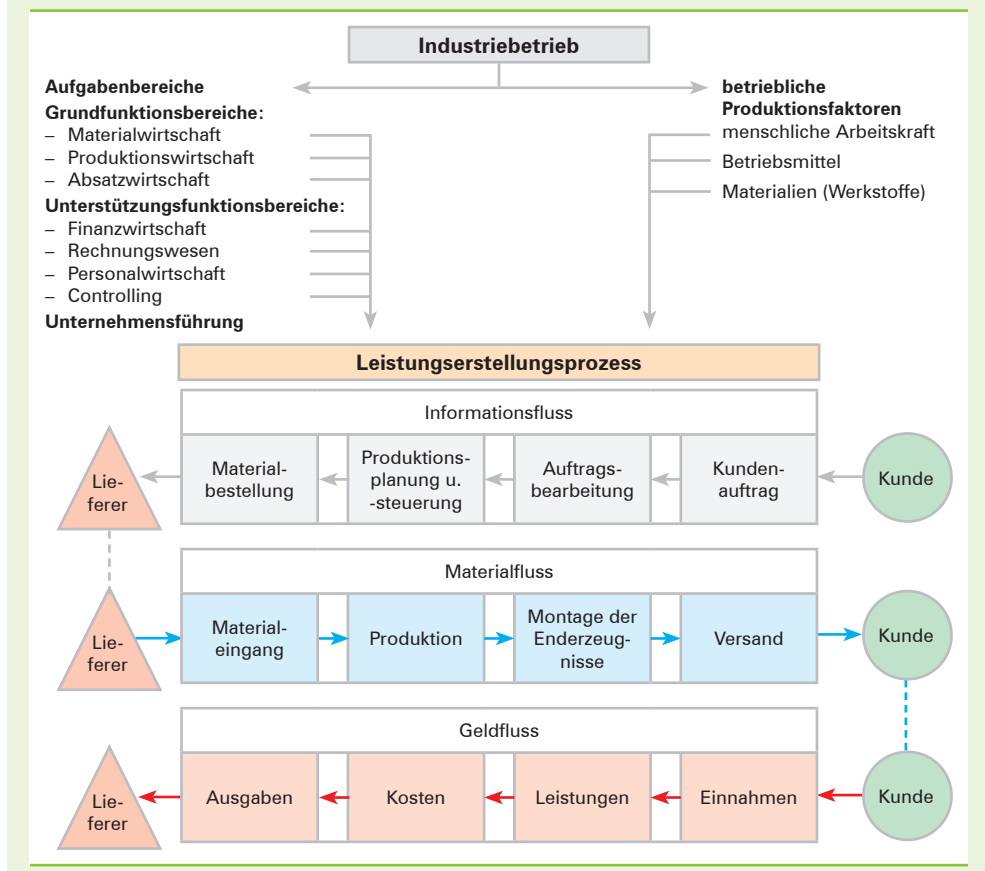 Industriebetrieb
Aufgabenbereiche
Grundfunktionsbereiche:
– Materialwirtschaft
– Produktionswirtschaft
– Absatzwirtschaft
Unterstützungsfunktionsbereiche:
– Finanzwirtschaft
– Rechnungswesen
– Personalwirtschaft
– Controlling
Unternehmensführung
betriebliche
Produktionsfaktoren
menschliche Arbeitskraft
Betriebsmittel
Materialien (Werkstoffe)
Leistungserstellungsprozess
Informationsfluss
Lie-
ferer
Material-
bestellung
Produktions-
planung u.
-steuerung
Auftrags-
bearbeitung
Kunden-
auftrag
Kunde
Materialfluss
Lie-
ferer
Material-
eingang
Produktion
Montage der
Enderzeug-
nisse
Versand
Kunde
Geldfluss
Lie-
ferer
Ausgaben
Kosten
Leistungen
Einnahmen
Kunde